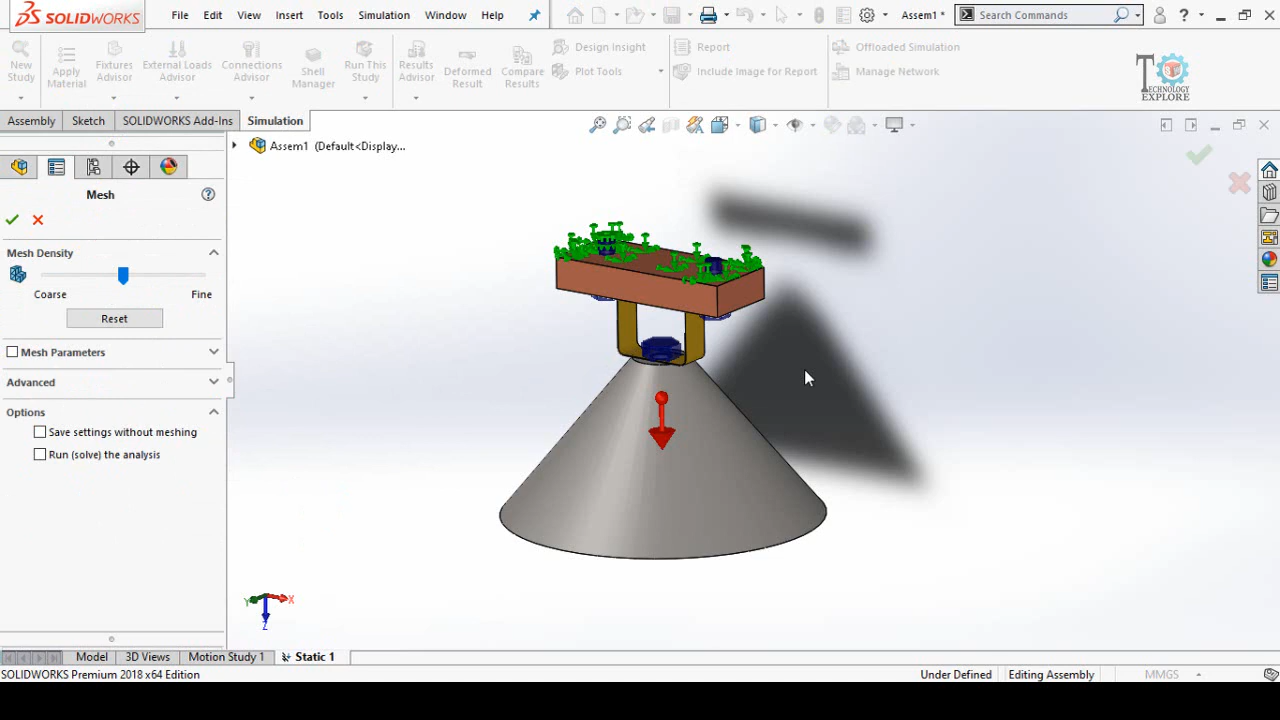 SOLIDWORKS
File Edit View Insert Tools Simulation Window Help
Assem1 *
Search Commands
New Study
Apply Material
Fixtures Advisor
External Loads Advisor
Connections Advisor
Shell Manager
Run This Study
Results Advisor
Deformed Result
Compare Results
Design Insight
Plot Tools
Report
Include Image for Report
Offloaded Simulation
Manage Network
TECHNOLOGY
EXPLORE
Assembly Sketch SOLIDWORKS Add-Ins Simulation
Assem1 (Default<Display...
Mesh
Mesh Density
Coarse Fine
Reset
Mesh Parameters
Advanced
Options
Save settings without meshing
Run (solve) the analysis
Y X
Z
Model 3D Views Motion Study 1 Static 1
SOLIDWORKS Premium 2018 x64 Edition
Under Defined Editing Assembly MMGS